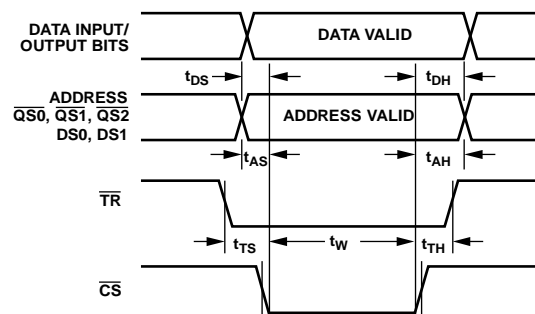 DATA INPUT/
OUTPUT BITS
DATA VALID
tDS
tDH
ADDRESS
QS0, QS1, QS2
DS0, DS1
ADDRESS VALID
tAS
tAH
TR
tTS
tW
tTH
CS